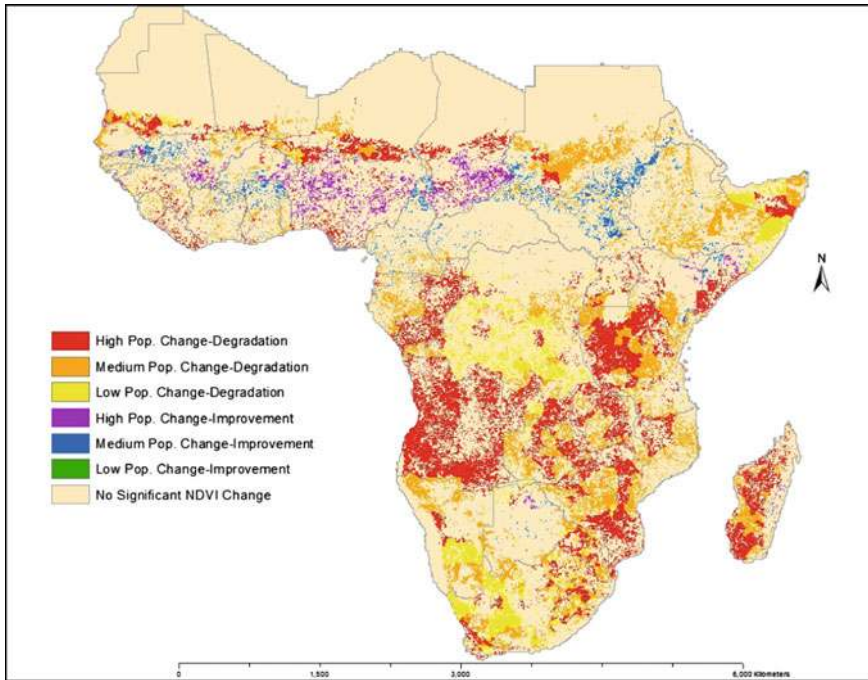 N
High Pop. Change-Degradation
Medium Pop. Change-Degradation
Low Pop. Change-Degradation
High Pop. Change-Improvement
Medium Pop. Change-Improvement
Low Pop. Change-Improvement
No Significant NDVI Change
0 1,500 3,000 6,000 Kilometers